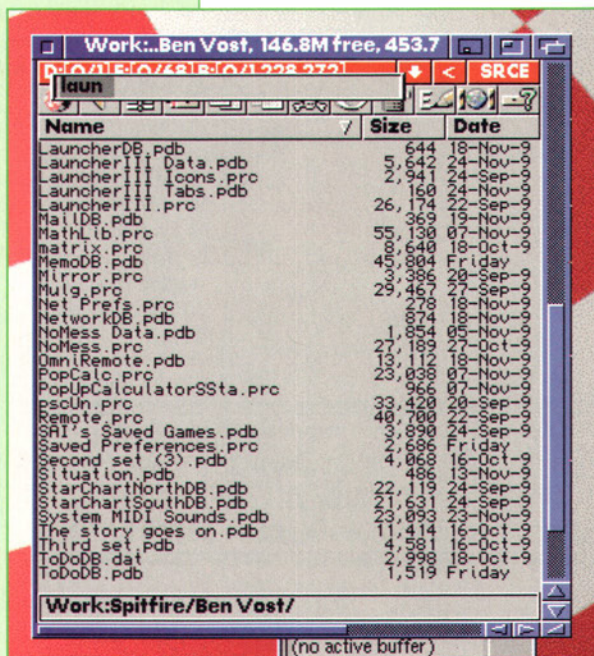 Work:..Ben Vost, 146.8M free, 453.7
D:[0/1] F:[0/68] B:[0/1,228,272] SRCE
laun
Name Size Date
LauncherDB.pdb 644 18-Nov-9
LauncherIII Data.pdb 5,642 24-Nov-9
LauncherIII Icons.prc 2,941 24-Sep-9
LauncherIII Tabs.pdb 160 24-Nov-9
LauncherIII.prc 26,174 22-Sep-9
MailDB.pdb 369 19-Nov-9
MathLib.prc 55,130 07-Nov-9
matrix.prc 8,640 18-Oct-9
MemoDB.pdb 45,804 Friday
Mirror.prc 3,386 20-Sep-9
Mulg.prc 29,467 27-Sep-9
Net Prefs.prc 278 18-Nov-9
NetworkDB.pdb 874 18-Nov-9
NoMess Data.pdb 1,854 05-Nov-9
NoMess.prc 27,189 27-Oct-9
OmniRemote.pdb 13,112 18-Nov-9
PopCalc.prc 23,038 07-Nov-9
PopUpCalculatorSSta.prc 966 07-Nov-9
pscUn.prc 33,420 20-Sep-9
Remote.prc 40,700 22-Sep-9
SAI's Saved Games.pdb 3,890 24-Sep-9
Saved Preferences.prc 2,686 Friday
Second set (3).pdb 4,068 16-Oct-9
Situation.pdb 486 13-Nov-9
StarChartNorthDB.pdb 22,119 24-Sep-9
StarChartSouthDB.pdb 21,631 24-Sep-9
System MIDI Sounds.pdb 23,093 23-Nov-9
The story goes on.pdb 11,414 16-Oct-9
Third set.pdb 4,581 16-Oct-9
ToDoDB.dat 2,298 18-Oct-9
ToDoDB.pdb 1,519 Friday
Work:Spitfire/Ben Vost/
(no active buffer)